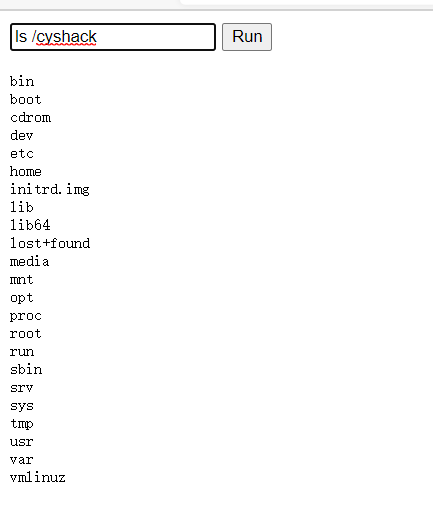 ls /cyshack Run
bin
boot
cdrom
dev
etc
home
initrd.img
lib
lib64
lost+found
media
mnt
opt
proc
root
run
sbin
srv
sys
tmp
usr
var
vmlinuz